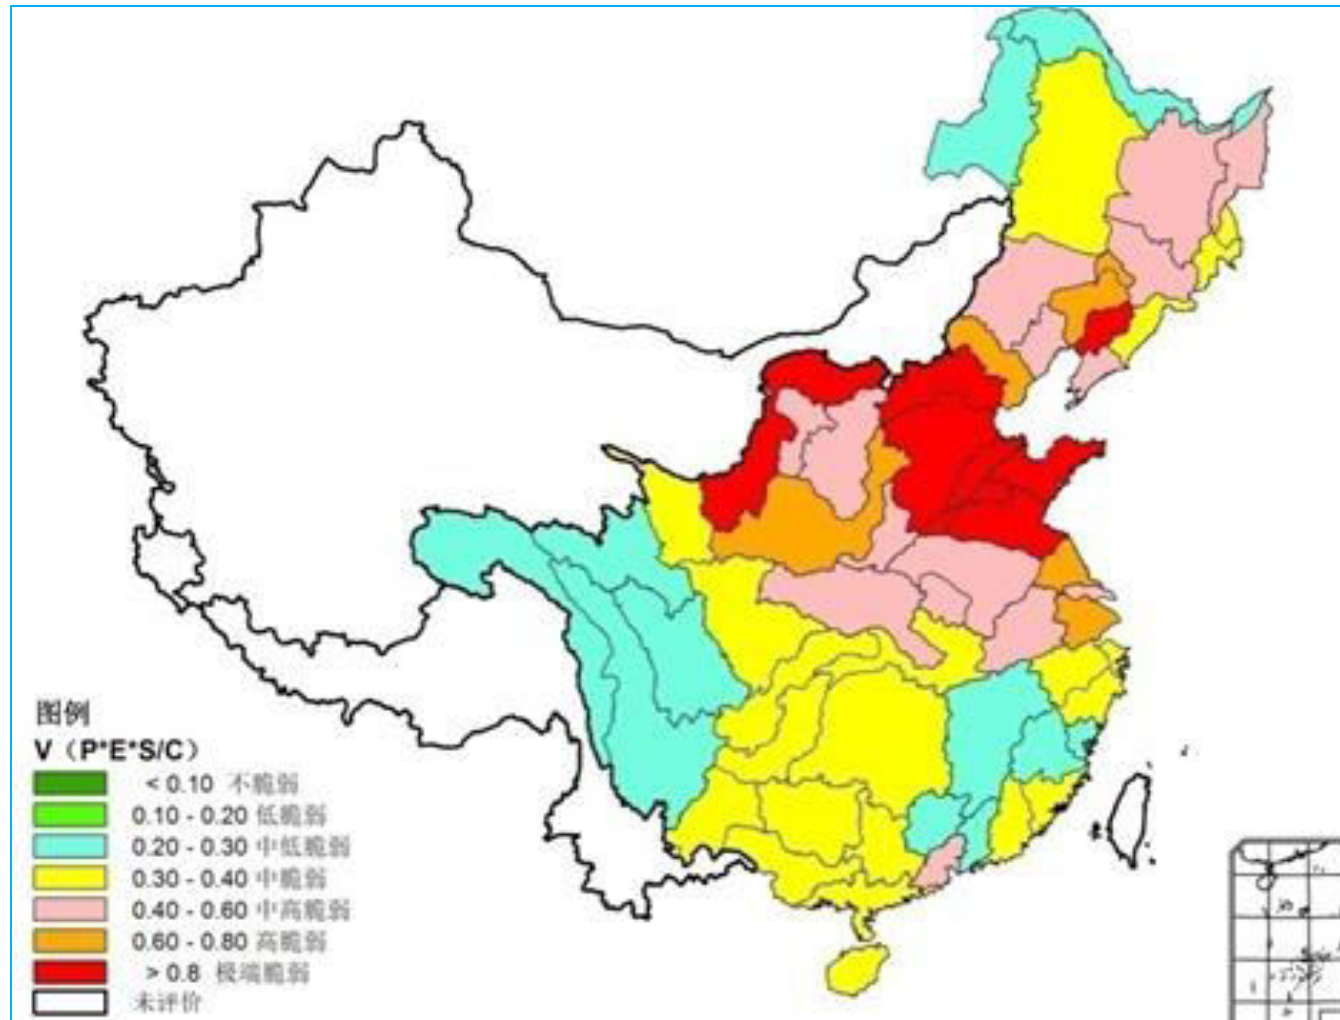 图例
V（P*E*S/C）
< 0.10 不脆弱
0.10 - 0.20 低脆弱
0.20 - 0.30 中低脆弱
0.30 - 0.40 中脆弱
0.40 - 0.60 中高脆弱
0.60 - 0.80 高脆弱
> 0.8 极端脆弱
未评价